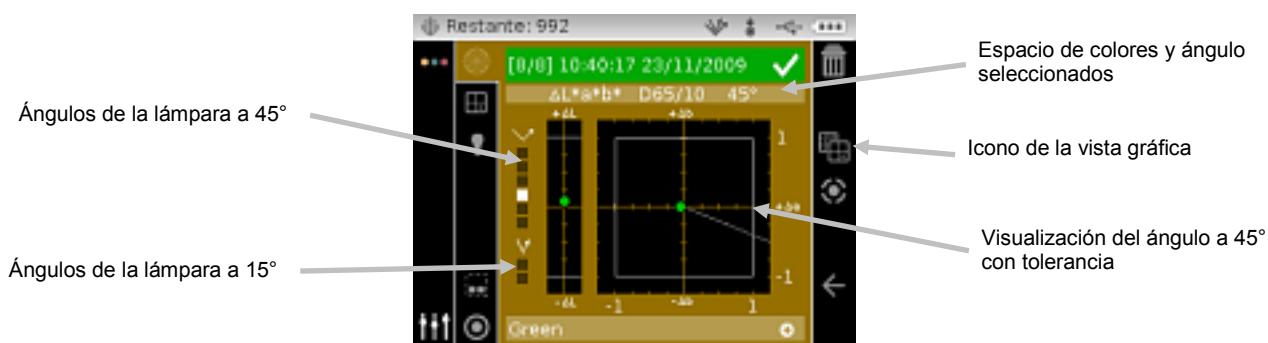 Restante: 992
[8/8] 10:40:17 23/11/2009
ΔL*a*b* D65/10 45°
+ΔL
+Δb
1
+Δa
-1
-ΔL
-1
-Δb
1
Green
Ángulos de la lámpara a 45°
Ángulos de la lámpara a 15°
Espacio de colores y ángulo
seleccionados
Icono de la vista gráfica
Visualización del ángulo a 45°
con tolerancia